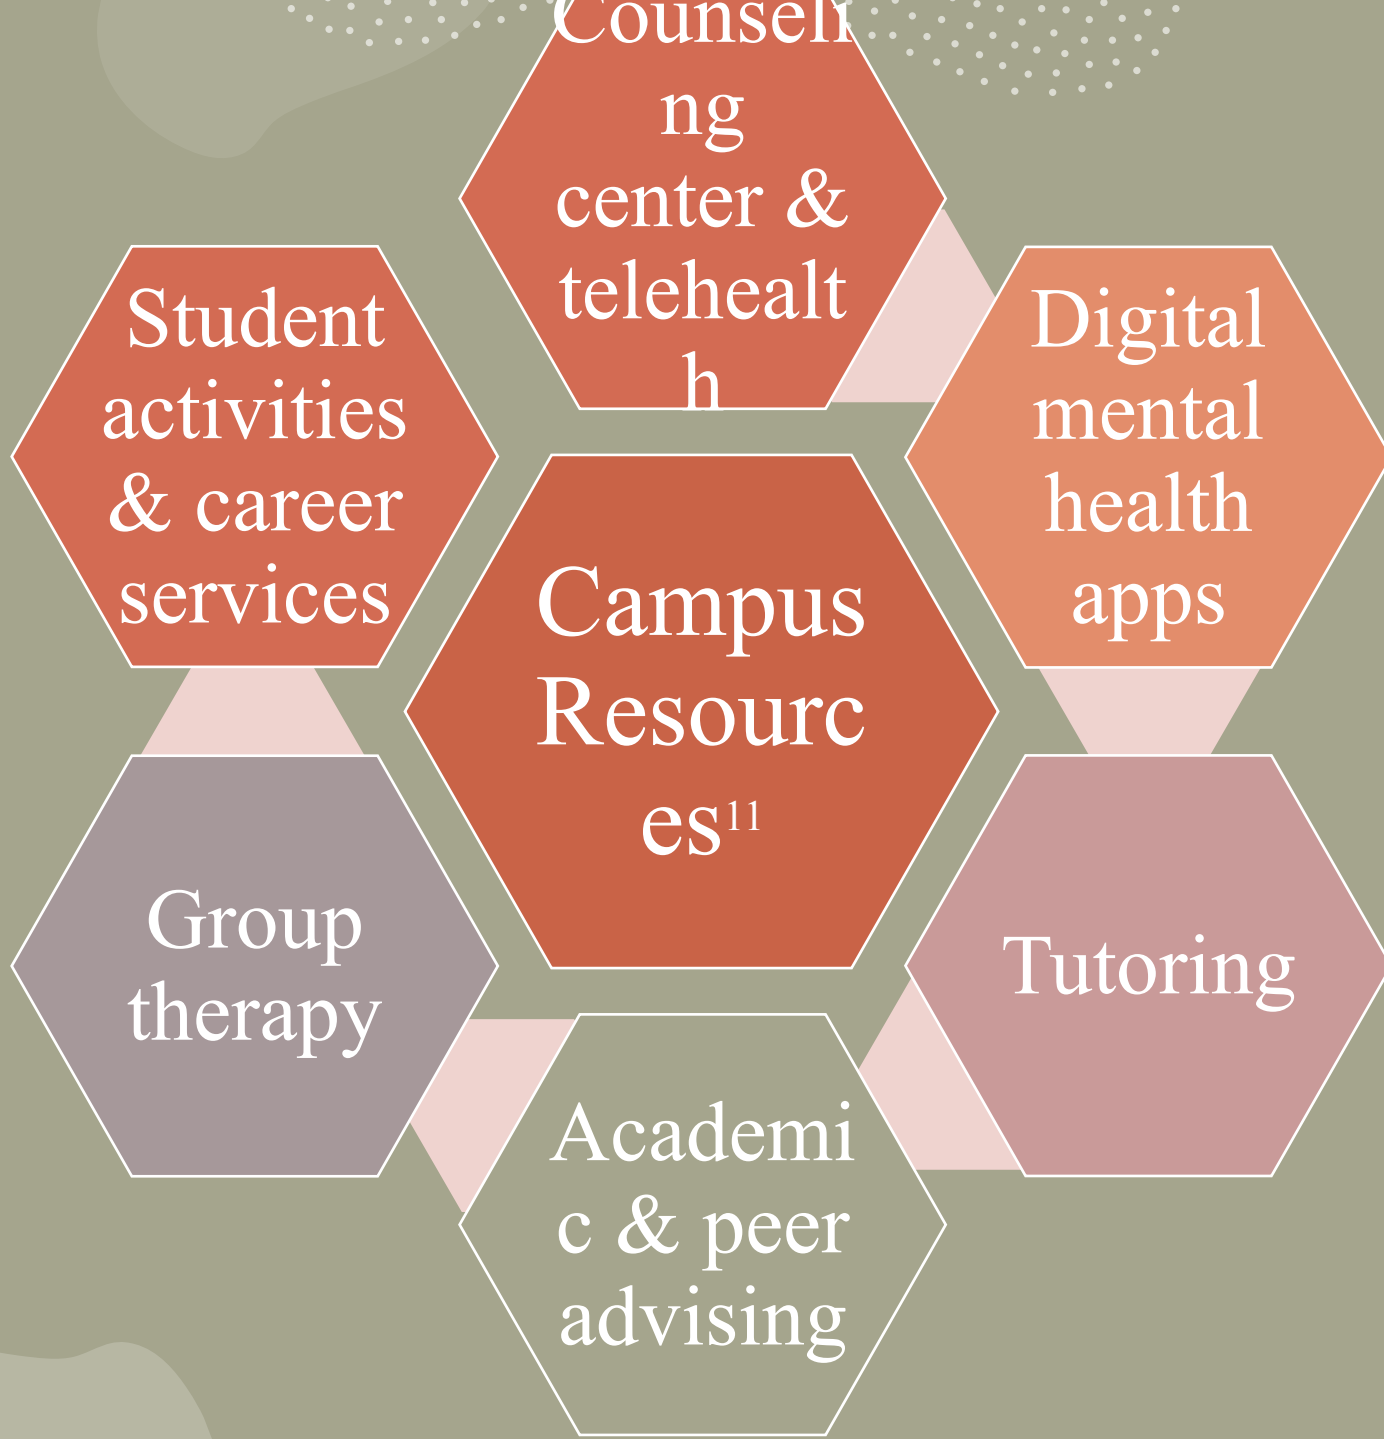 Counseli
ng
center &
telehealt
h
Student
activities
& career
services
Digital
mental
health
apps
Campus
Resourc
es¹¹
Group
therapy
Tutoring
Academi
c & peer
advising